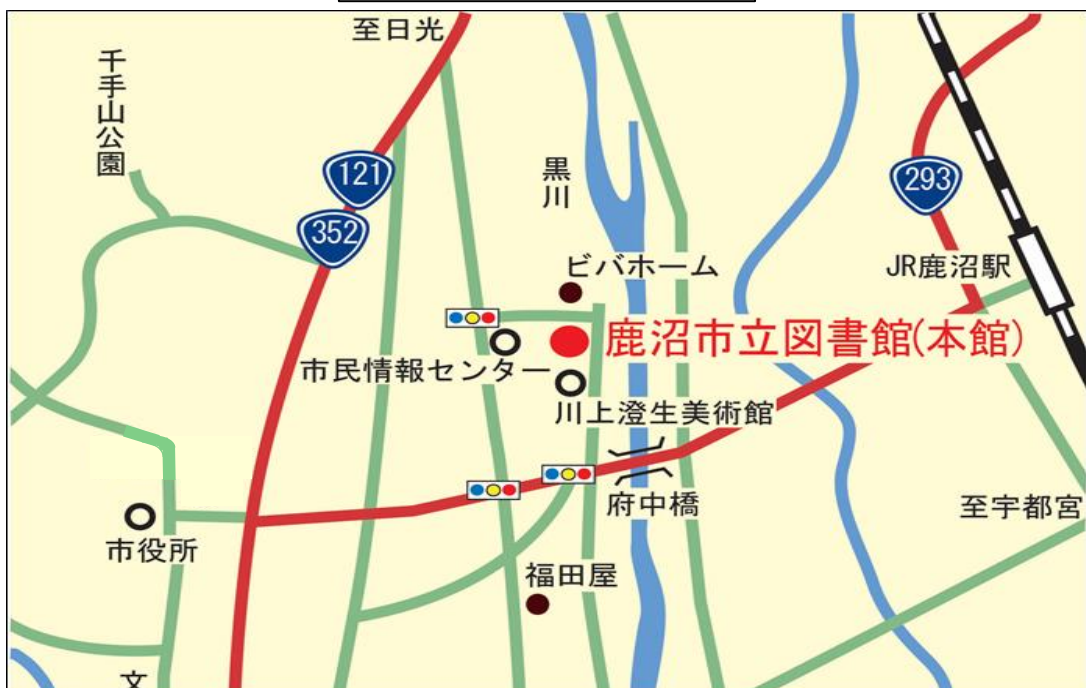 至日光
千手山公園
121
黒川
293
352
ビバホーム
JR鹿沼駅
鹿沼市立図書館(本館)
市民情報センター
川上澄生美術館
府中橋
至宇都宮
市役所
福田屋
文